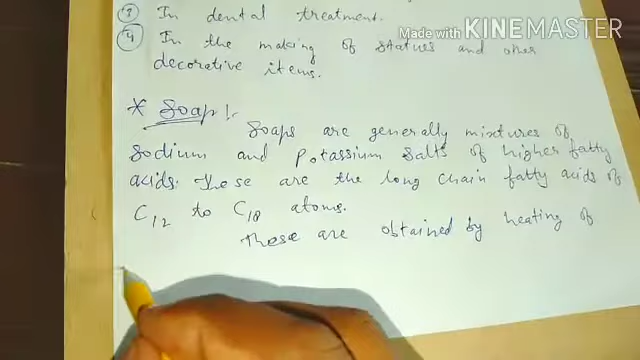 ③ In dental treatment.
Made with KINEMASTER
④ In the making of statues and other
decorative items.
* Soap :-
Soaps are generally mixtures of
sodium and Potassium salts of higher fatty
acids. These are the long chain fatty acids of
C12 to C18 atoms.
These are obtained by heating of